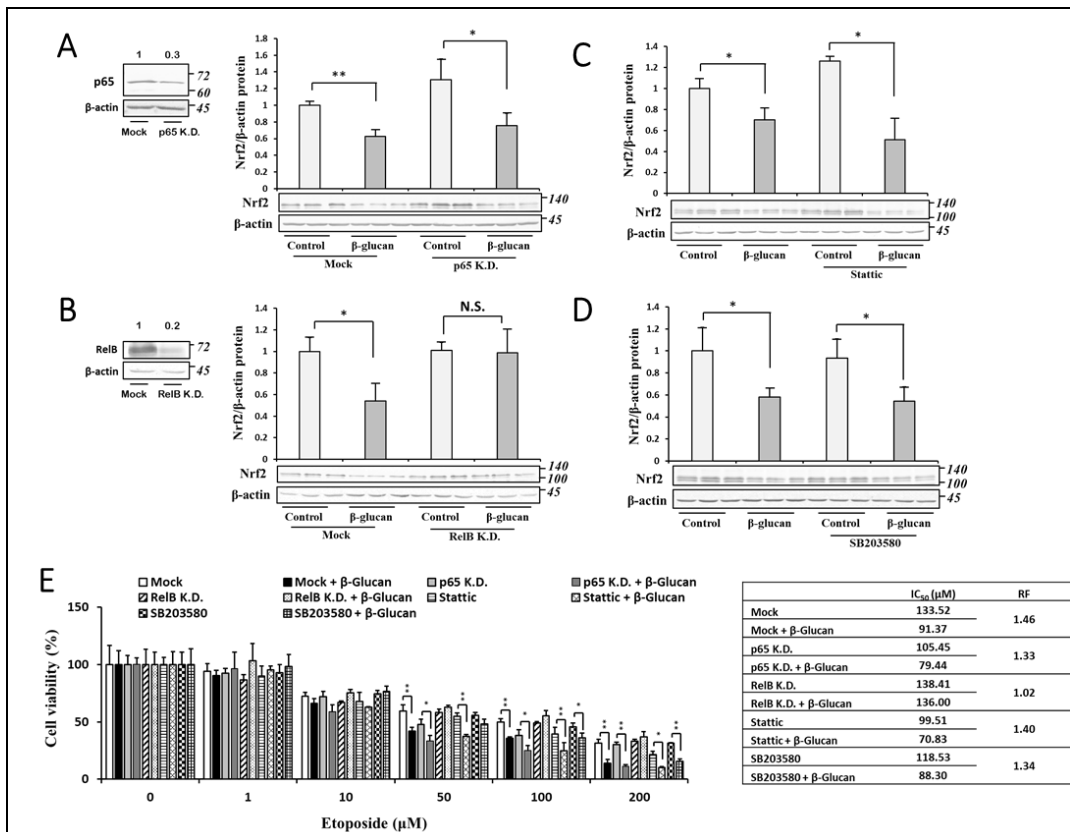 A
1 0.3
p65
72
60
β-actin
45
Mock p65 K.D.
Nrf2/β-actin protein
1.4
1.2
1
0.8
0.6
0.4
0.2
0
**
*
Nrf2
140
β-actin
45
Control β-glucan Control β-glucan
Mock p65 K.D.
C
Nrf2/β-actin protein
1.4
1.2
1
0.8
0.6
0.4
0.2
0
*
*
Nrf2
140
100
β-actin
45
Control β-glucan Control β-glucan
Stattic
B
1 0.2
RelB
72
β-actin
45
Mock RelB K.D.
Nrf2/β-actin protein
1.4
1.2
1
0.8
0.6
0.4
0.2
0
*
N.S.
Nrf2
140
100
β-actin
45
Control β-glucan Control β-glucan
Mock RelB K.D.
D
Nrf2/β-actin protein
1.4
1.2
1
0.8
0.6
0.4
0.2
0
*
*
Nrf2
140
100
β-actin
45
Control β-glucan Control β-glucan
SB203580
E
Mock Mock + β-Glucan p65 K.D. p65 K.D. + β-Glucan
RelB K.D. RelB K.D. + β-Glucan Stattic Stattic + β-Glucan
SB203580 SB203580 + β-Glucan
Cell viability (%)
150
100
50
0
** * ** ** * ** * ** ** * **
0 1 10 50 100 200
Etoposide (μM)
IC50 (μM) RF
Mock 133.52 1.46
Mock + β-Glucan 91.37
p65 K.D. 105.45 1.33
p65 K.D. + β-Glucan 79.44
RelB K.D. 138.41 1.02
RelB K.D. + β-Glucan 136.00
Stattic 99.51 1.40
Stattic + β-Glucan 70.83
SB203580 118.53 1.34
SB203580 + β-Glucan 88.30